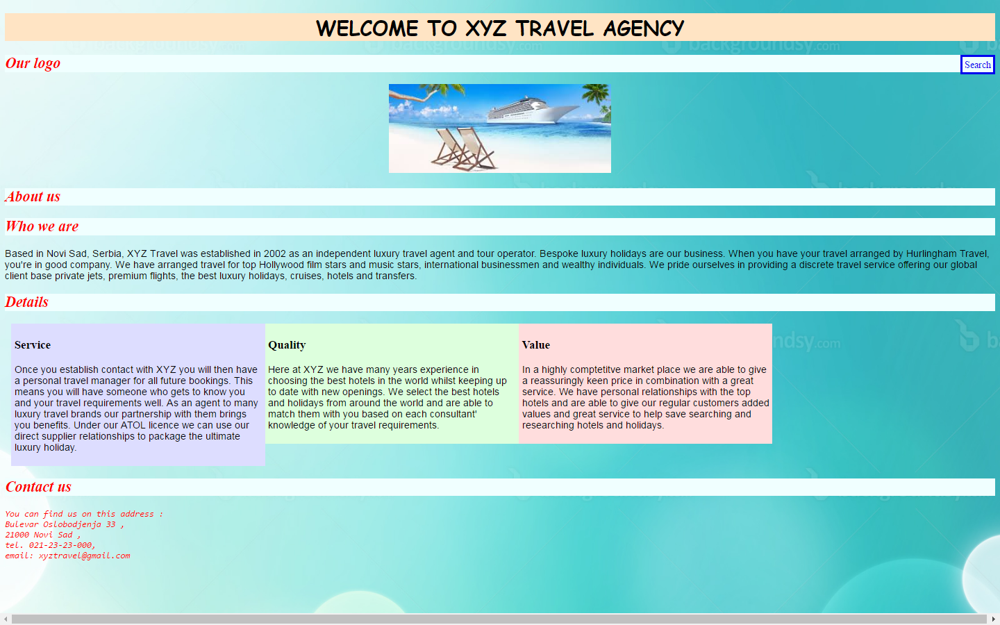 WELCOME TO XYZ TRAVEL AGENCY
backgroundsy.com
backgroundsy.com
Our logo
Search
About us
Who we are
Based in Novi Sad, Serbia, XYZ Travel was established in 2002 as an independent luxury travel agent and tour operator. Bespoke luxury holidays are our business. When you have your travel arranged by Hurlingham Travel,
you're in good company. We have arranged travel for top Hollywood film stars and music stars, international businessmen and wealthy individuals. We pride ourselves in providing a discrete travel service offering our global
client base private jets, premium flights, the best luxury holidays, cruises, hotels and transfers.
Details
Service
Once you establish contact with XYZ you will then have
a personal travel manager for all future bookings. This
means you will have someone who gets to know you
and your travel requirements well. As an agent to many
luxury travel brands our partnership with them brings
you benefits. Under our ATOL licence we can use our
direct supplier relationships to package the ultimate
luxury holiday.
Quality
Here at XYZ we have many years experience in
choosing the best hotels in the world whilst keeping up
to date with new openings. We select the best hotels
and holidays from around the world and are able to
match them with you based on each consultant'
knowledge of your travel requirements.
Value
In a highly comptetitve market place we are able to give
a reassuringly keen price in combination with a great
service. We have personal relationships with the top
hotels and are able to give our regular customers added
values and great service to help save searching and
researching hotels and holidays.
ndsy.com
Contact us
You can find us on this address :
Bulevar Oslobodjenja 33 ,
21000 Novi Sad ,
tel. 021-23-23-000,
email: xyztravel@gmail.com